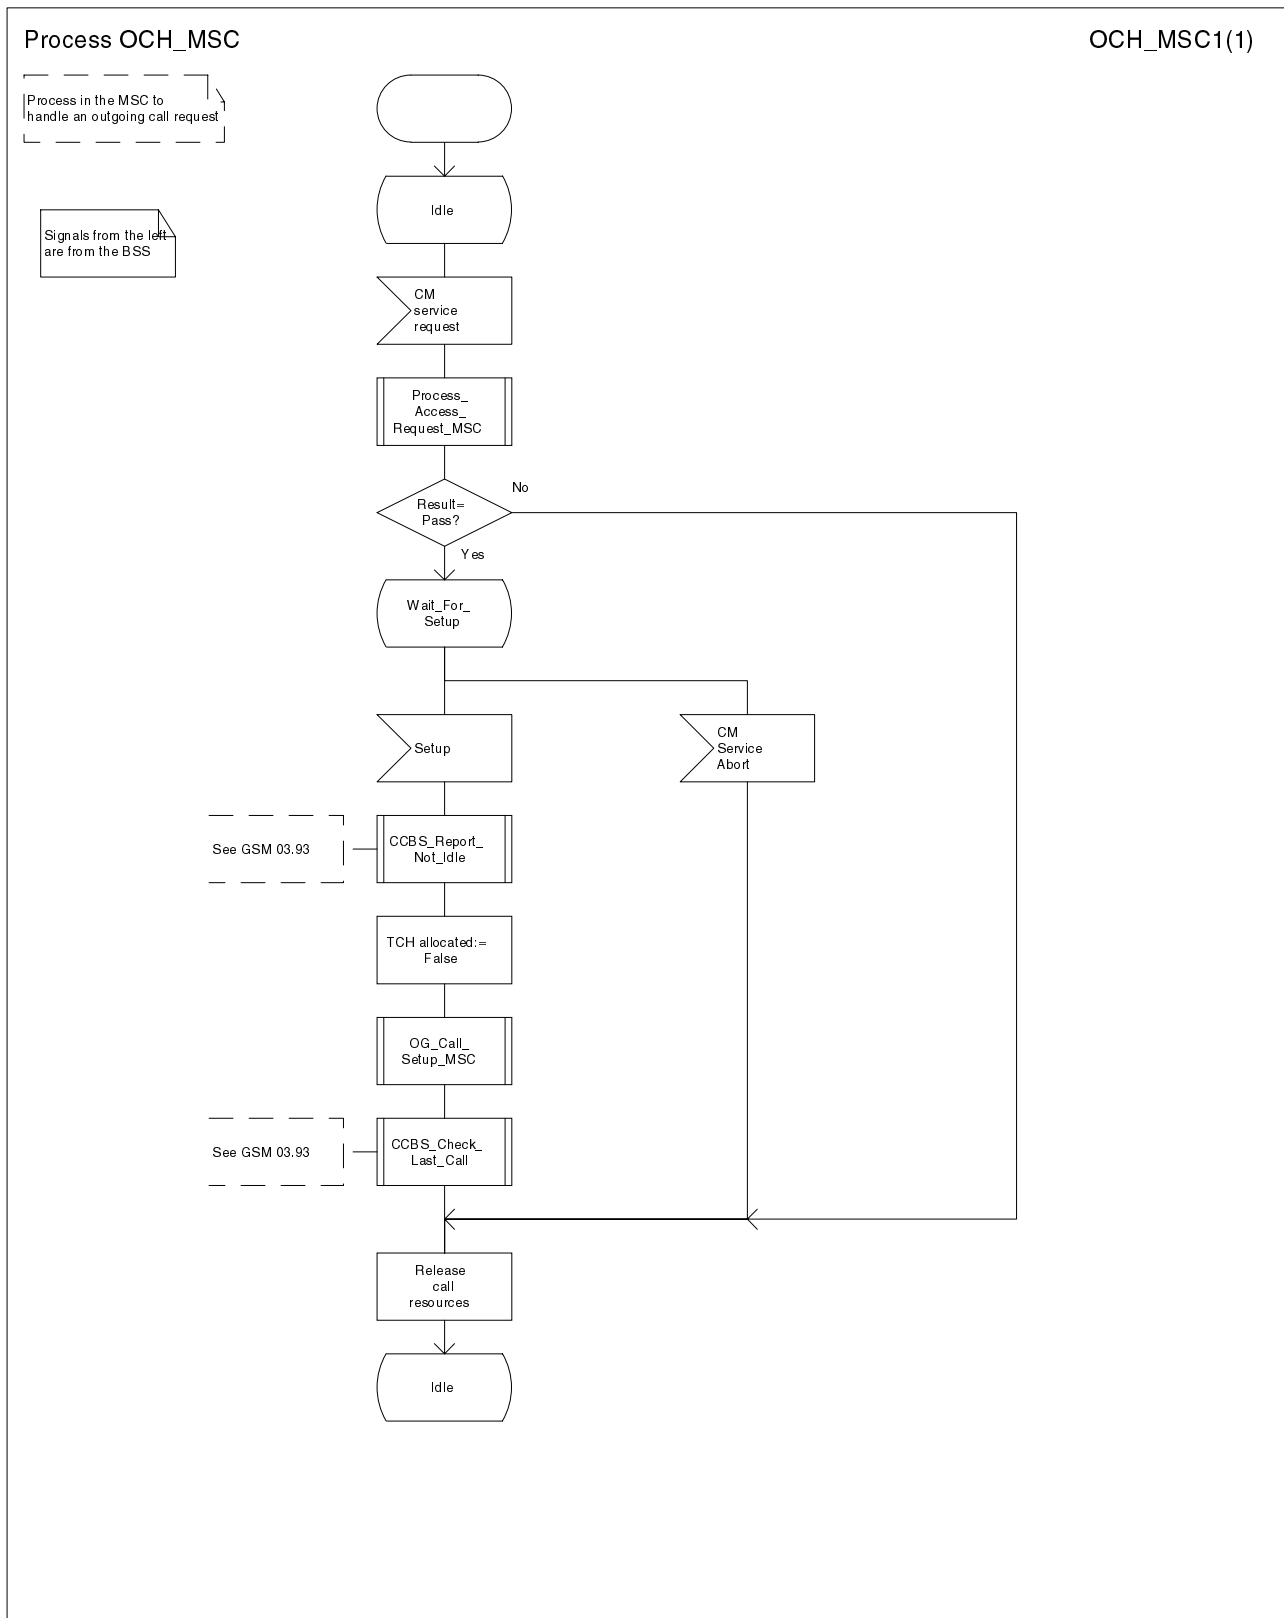 Process OCH_MSC
OCH_MSC1(1)
Process in the MSC to
handle an outgoing call request
Signals from the left
are from the BSS
Idle
CM
service
request
Process_
Access_
Request_MSC
Result=
Pass?
No
Yes
Wait_For_
Setup
Setup
CM
Service
Abort
See GSM 03.93
CCBS_Report_
Not_Idle
TCH allocated:=
False
OG_Call_
Setup_MSC
See GSM 03.93
CCBS_Check_
Last_Call
Release
call
resources
Idle